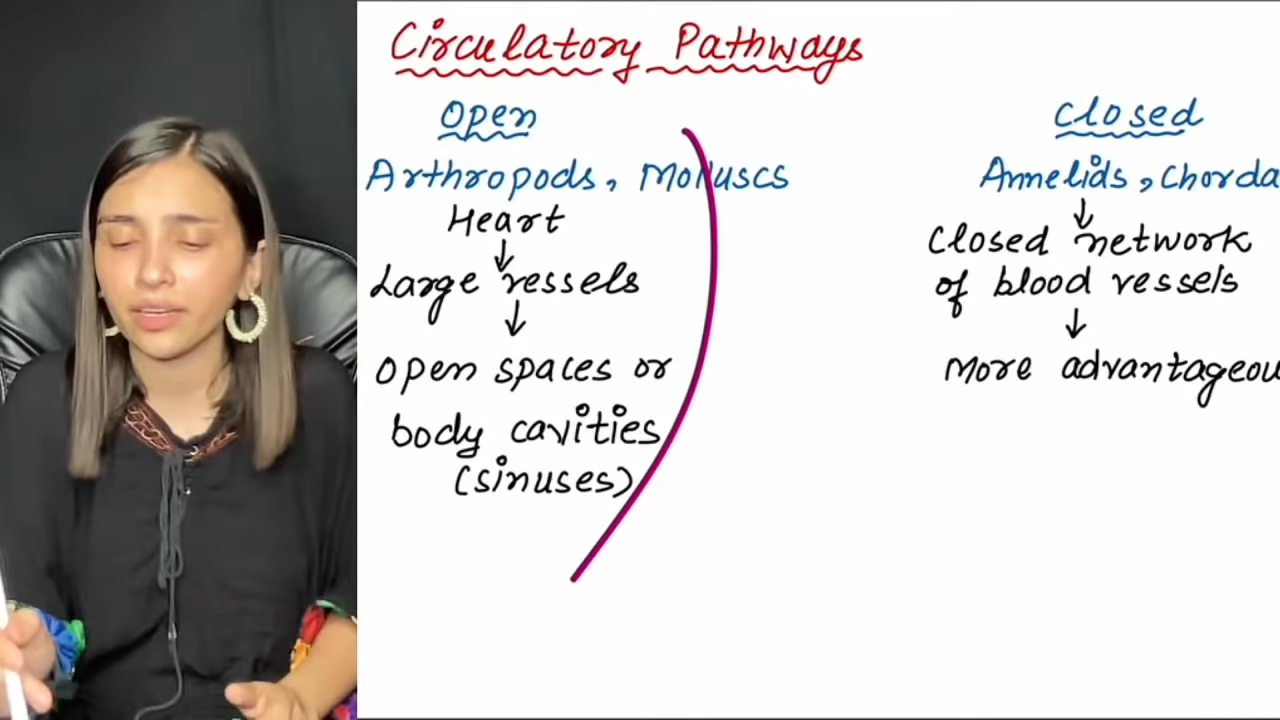 Circulatory Pathways
Open
Arthropods, Molluscs
Heart
Large vessels
Open spaces or
body cavities
(sinuses)
Closed
Annelids, Chorda
Closed network
of blood vessels
More advantageou